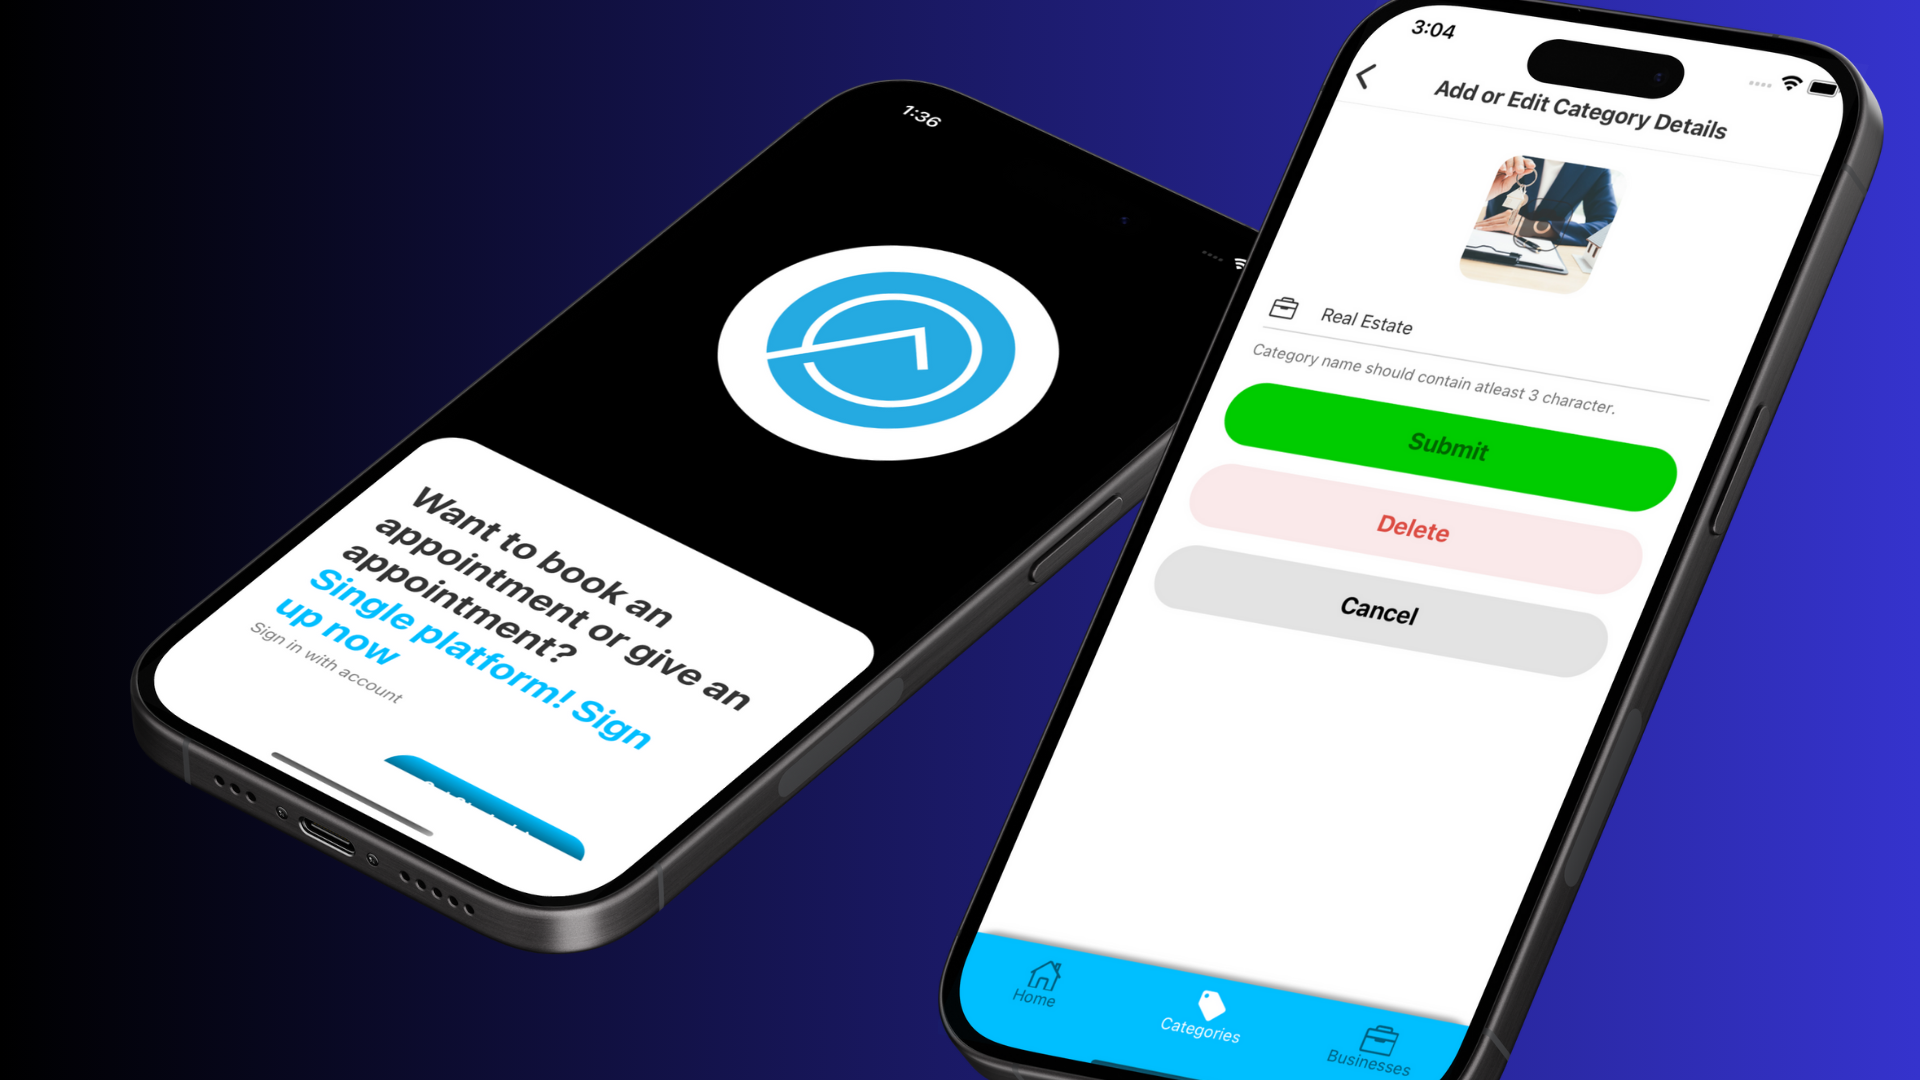 1:36
Want to book an
appointment or give an
appointment?
Single platform! Sign
up now
Sign in with account
3:04
Add or Edit Category Details
Real Estate
Category name should contain atleast 3 character.
Submit
Delete
Cancel
Home
Categories
Businesses